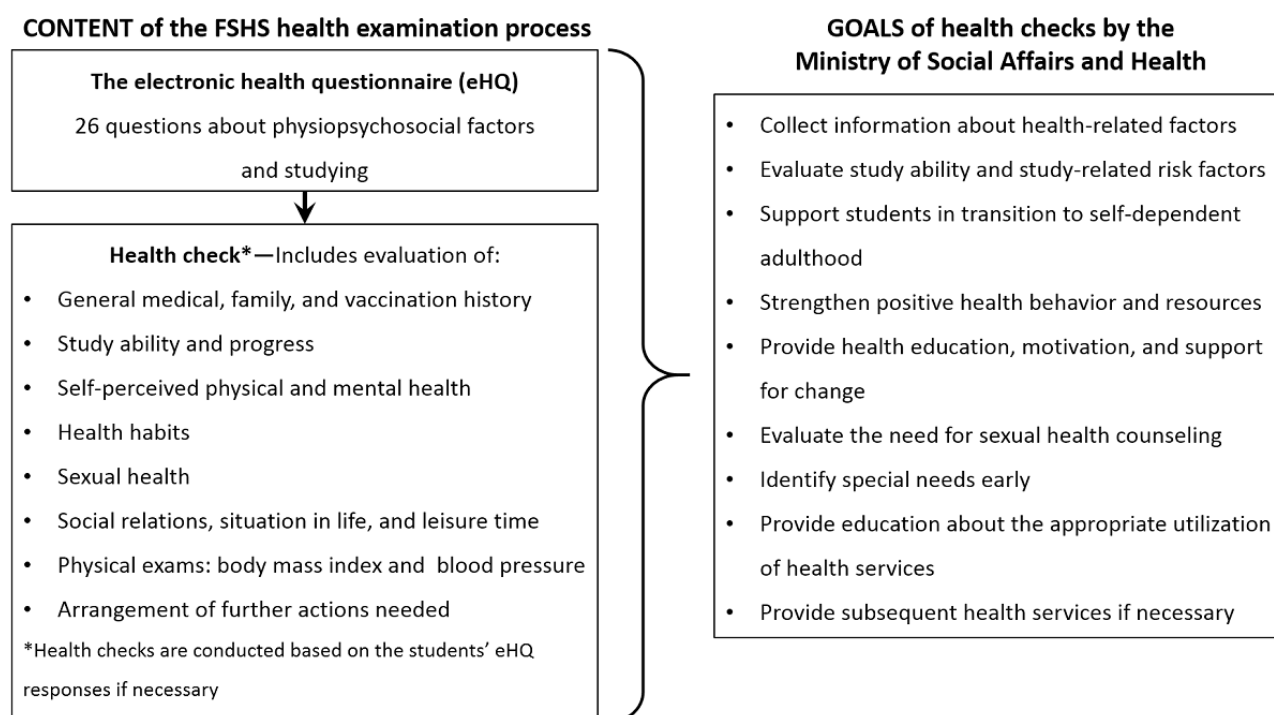 CONTENT of the FSHS health examination process
The electronic health questionnaire (eHQ)
26 questions about physiopsychosocial factors
and studying
Health check*—Includes evaluation of:
• General medical, family, and vaccination history
• Study ability and progress
• Self-perceived physical and mental health
• Health habits
• Sexual health
• Social relations, situation in life, and leisure time
• Physical exams: body mass index and blood pressure
• Arrangement of further actions needed
*Health checks are conducted based on the students’ eHQ
responses if necessary
GOALS of health checks by the
Ministry of Social Affairs and Health
• Collect information about health-related factors
• Evaluate study ability and study-related risk factors
• Support students in transition to self-dependent
adulthood
• Strengthen positive health behavior and resources
• Provide health education, motivation, and support
for change
• Evaluate the need for sexual health counseling
• Identify special needs early
• Provide education about the appropriate utilization
of health services
• Provide subsequent health services if necessary